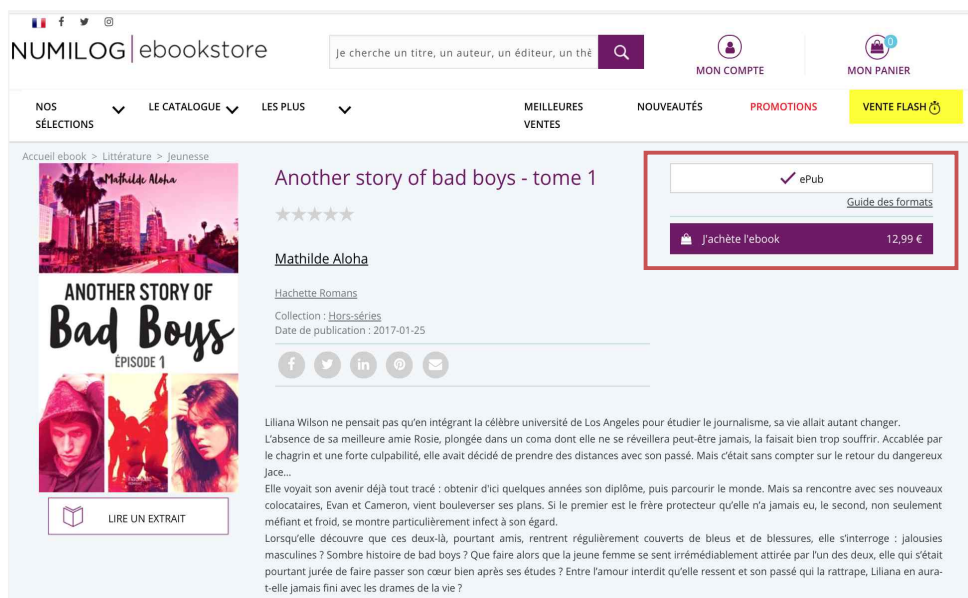 NUMILOG ebookstore
Je cherche un titre, un auteur, un éditeur, un thè
MON COMPTE
0
MON PANIER
NOS SÉLECTIONS
LE CATALOGUE
LES PLUS
MEILLEURES VENTES
NOUVEAUTÉS
PROMOTIONS
VENTE FLASH
Accueil ebook > Littérature > Jeunesse
Mathilde Aloha
ANOTHER STORY OF
Bad Boys
ÉPISODE 1
LIRE UN EXTRAIT
Another story of bad boys - tome 1
Mathilde Aloha
Hachette Romans
Collection : Hors-séries
Date de publication : 2017-01-25
ePub
Guide des formats
J'achète l'ebook 12,99 €
Liliana Wilson ne pensait pas qu'en intégrant la célèbre université de Los Angeles pour étudier le journalisme, sa vie allait autant changer.
L'absence de sa meilleure amie Rosie, plongée dans un coma dont elle ne se réveillera peut-être jamais, la faisait bien trop souffrir. Accablée par
le chagrin et une forte culpabilité, elle avait décidé de prendre des distances avec son passé. Mais c'était sans compter sur le retour du dangereux
Jace...
Elle voyait son avenir déjà tout tracé : obtenir d'ici quelques années son diplôme, puis parcourir le monde. Mais sa rencontre avec ses nouveaux
colocataires, Evan et Cameron, vient bouleverser ses plans. Si le premier est le frère protecteur qu'elle n'a jamais eu, le second, non seulement
méfiant et froid, se montre particulièrement infect à son égard.
Lorsqu'elle découvre que ces deux-là, pourtant amis, rentrent régulièrement couverts de bleus et de blessures, elle s'interroge : jalousies
masculines ? Sombre histoire de bad boys ? Que faire alors que la jeune femme se sent irrémédiablement attirée par l'un des deux, elle qui s'était
pourtant jurée de faire passer son cœur bien après ses études ? Entre l'amour interdit qu'elle ressent et son passé qui la rattrape, Liliana en aura-
t-elle jamais fini avec les drames de la vie ?